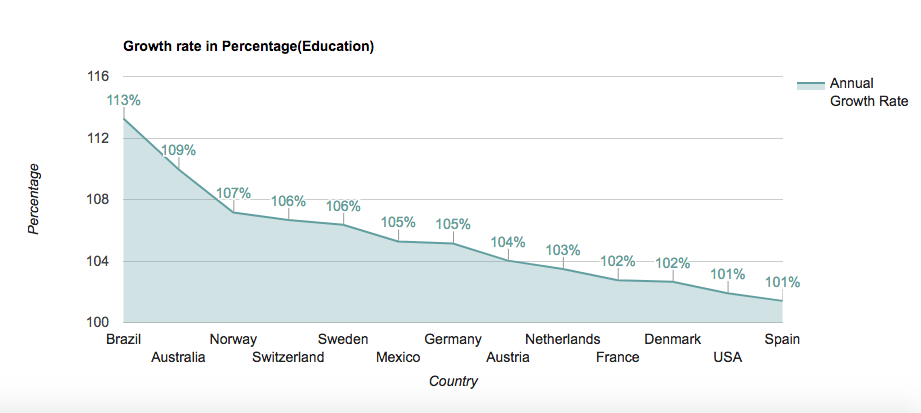 Growth rate in Percentage(Education)
116
112
108
104
100
Percentage
113%
109%
107%
106%
106%
105%
105%
104%
103%
102%
102%
101%
101%
Annual
Growth Rate
Brazil
Australia
Norway
Switzerland
Sweden
Mexico
Germany
Austria
Netherlands
France
Denmark
USA
Spain
Country